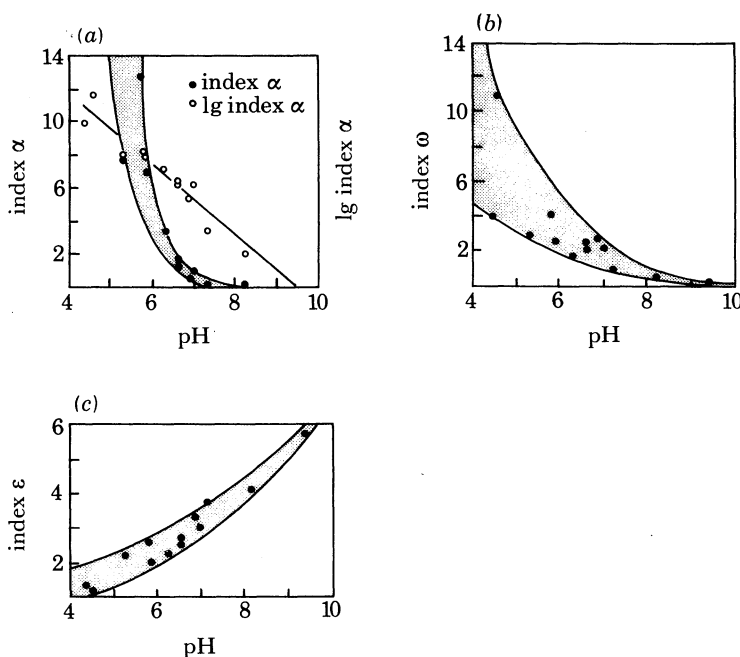 (a)
14
10
6
2
index α
• index α
○ lg index α
lg index α
4 6 8 10
pH
(b)
14
10
6
4
2
index ω
4 6 8 10
pH
(c)
6
4
2
index ε
4 6 8 10
pH